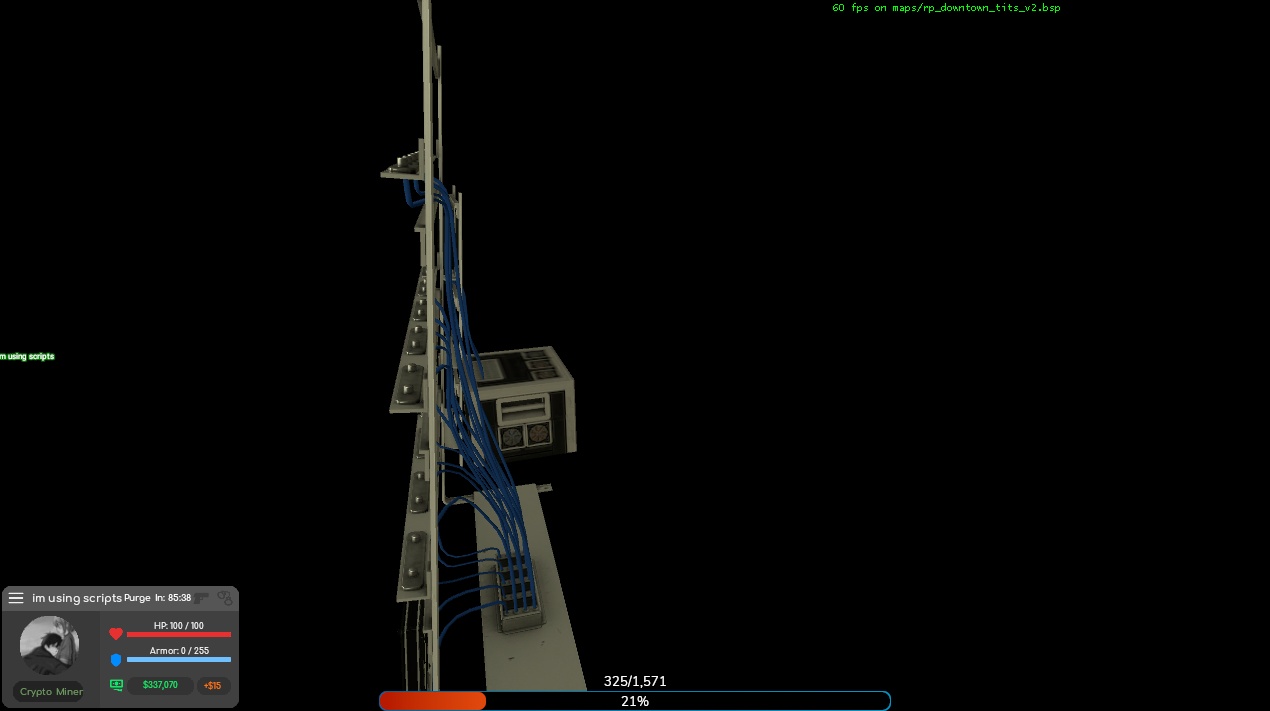 60 fps on maps/rp_downtown_tits_v2.bsp
m using scripts
im using scripts Purge In: 85:38
HP: 100 / 100
Armor: 0 / 255
Crypto Miner
$337,070
+$15
325/1,571
21%